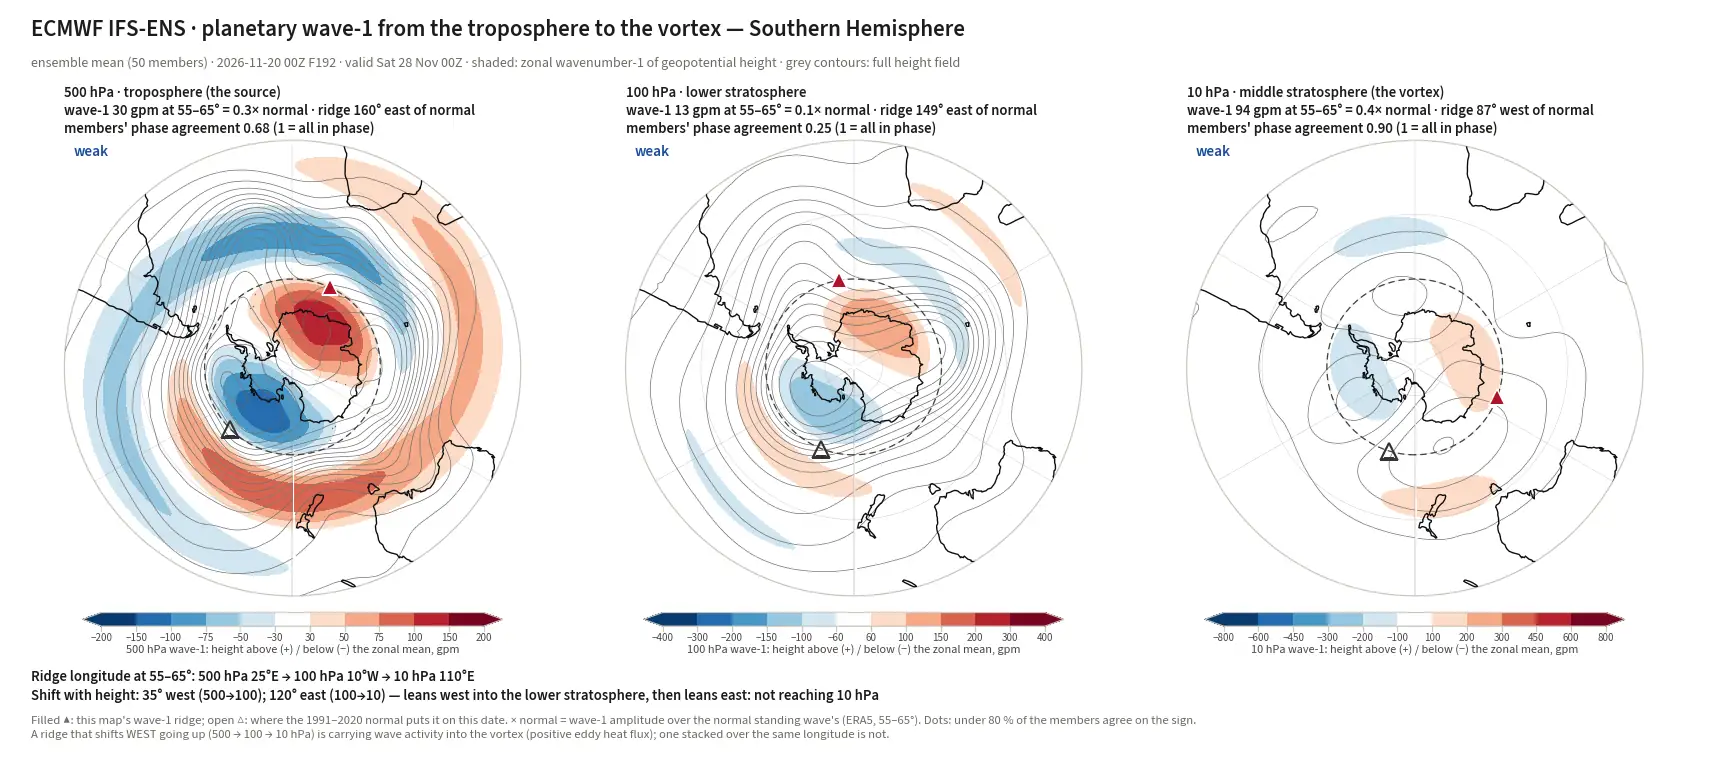 ECMWF IFS-ENS · planetary wave-1 from the troposphere to the vortex — Southern Hemisphere
ensemble mean (50 members) · 2026-11-20 00Z F192 · valid Sat 28 Nov 00Z · shaded: zonal wavenumber-1 of geopotential height · grey contours: full height field
500 hPa · troposphere (the source)
wave-1 30 gpm at 55–65° = 0.3× normal · ridge 160° east of normal
members' phase agreement 0.68 (1 = all in phase)
weak
100 hPa · lower stratosphere
wave-1 13 gpm at 55–65° = 0.1× normal · ridge 149° east of normal
members' phase agreement 0.25 (1 = all in phase)
weak
10 hPa · middle stratosphere (the vortex)
wave-1 94 gpm at 55–65° = 0.4× normal · ridge 87° west of normal
members' phase agreement 0.90 (1 = all in phase)
weak
−200 −150 −100 −75 −50 −30 30 50 75 100 150 200
500 hPa wave-1: height above (+) / below (−) the zonal mean, gpm
−400 −300 −200 −150 −100 −60 60 100 150 200 300 400
100 hPa wave-1: height above (+) / below (−) the zonal mean, gpm
−800 −600 −450 −300 −200 −100 100 200 300 450 600 800
10 hPa wave-1: height above (+) / below (−) the zonal mean, gpm
Ridge longitude at 55–65°: 500 hPa 25°E → 100 hPa 10°W → 10 hPa 110°E
Shift with height: 35° west (500→100); 120° east (100→10) — leans west into the lower stratosphere, then leans east: not reaching 10 hPa
Filled ▲: this map's wave-1 ridge; open △: where the 1991–2020 normal puts it on this date. × normal = wave-1 amplitude over the normal standing wave's (ERA5, 55–65°). Dots: under 80 % of the members agree on the sign.
A ridge that shifts WEST going up (500 → 100 → 10 hPa) is carrying wave activity into the vortex (positive eddy heat flux); one stacked over the same longitude is not.